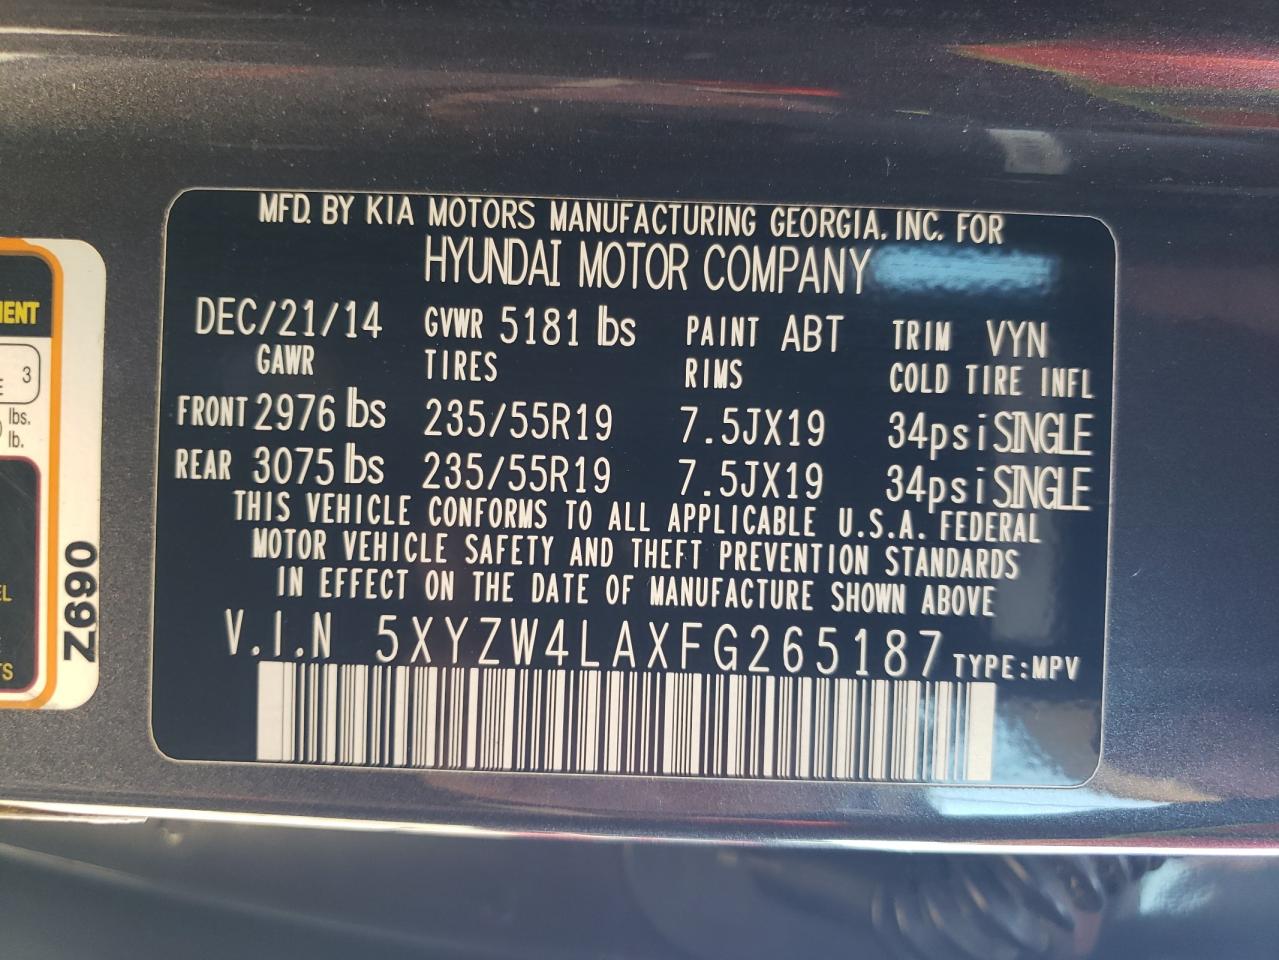 MFD. BY KIA MOTORS MANUFACTURING GEORGIA. INC. FOR
HYUNDAI MOTOR COMPANY
DEC/21/14 GVWR 5181 lbs PAINT ABT TRIM VYN
GAWR TIRES RIMS COLD TIRE INFL
FRONT 2976 lbs 235/55R19 7.5JX19 34psi SINGLE
REAR 3075 lbs 235/55R19 7.5JX19 34psi SINGLE
THIS VEHICLE CONFORMS TO ALL APPLICABLE U.S.A. FEDERAL
MOTOR VEHICLE SAFETY AND THEFT PREVENTION STANDARDS
IN EFFECT ON THE DATE OF MANUFACTURE SHOWN ABOVE
V.I.N 5XYZW4LAXFG265187 TYPE:MPV
3
lbs.
lb.
Z690